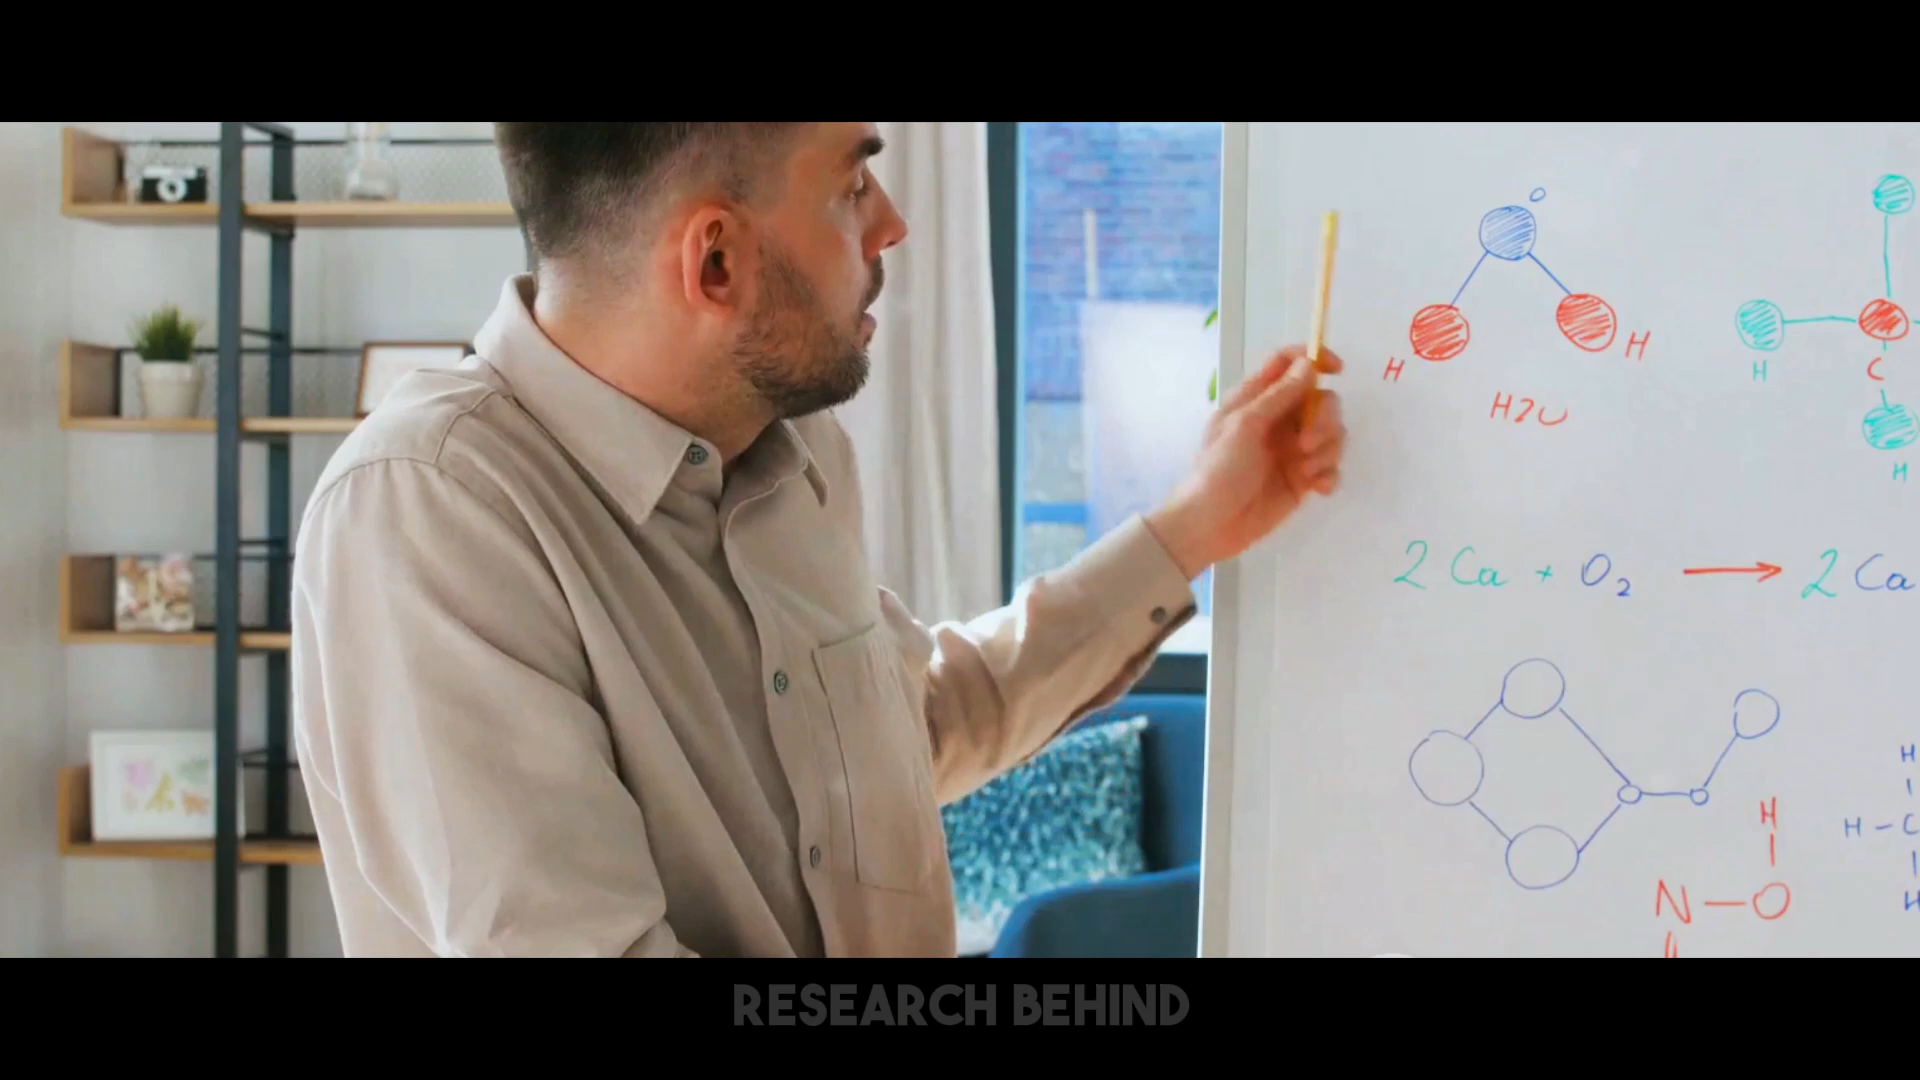 O
H H
H2O
H C
H
2 Ca + O2 → 2 Ca
H
H - C
H
H
N - O
RESEARCH BEHIND